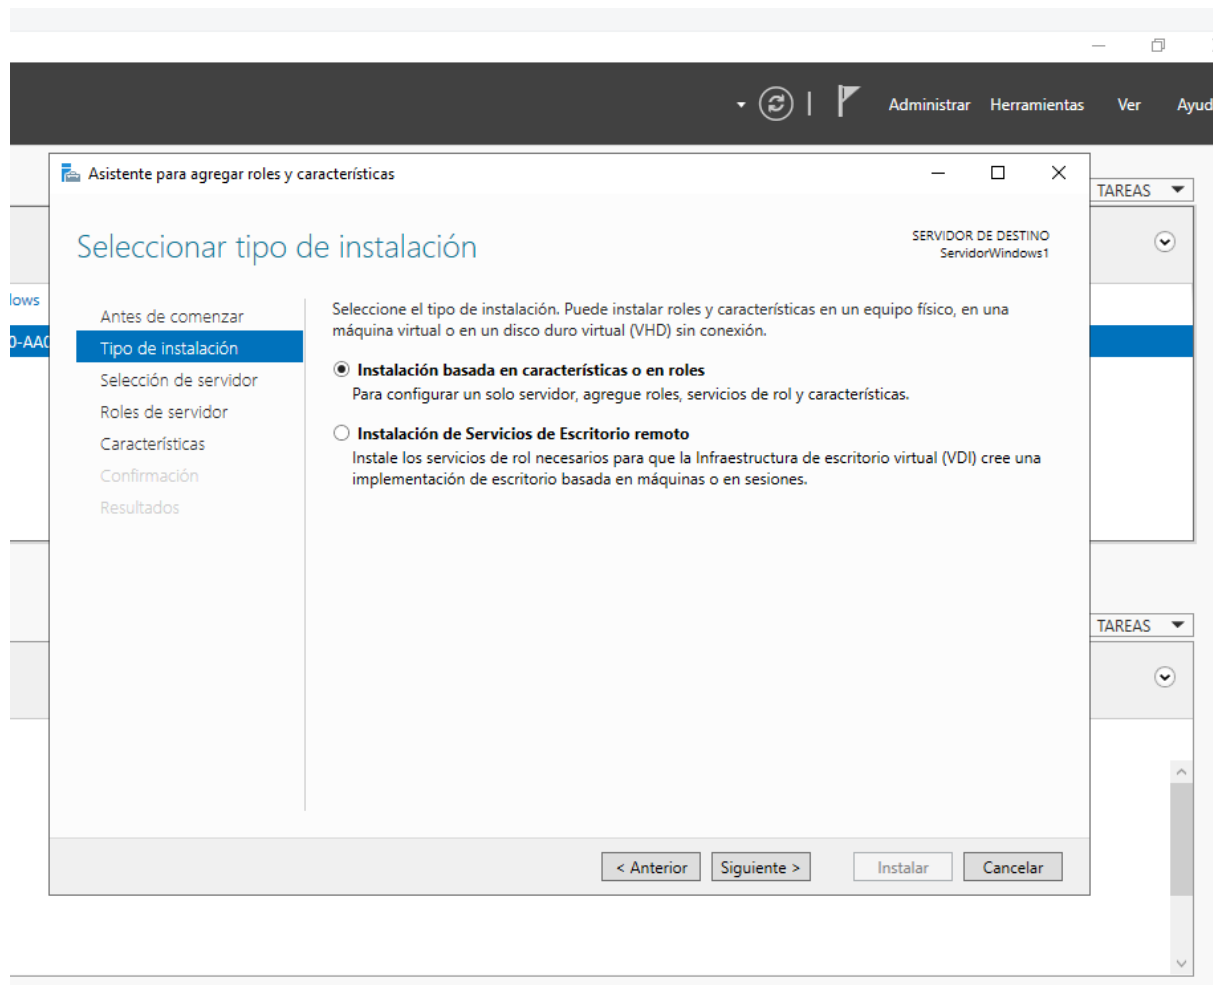 Administrar Herramientas Ver Ayud
Asistente para agregar roles y características
TAREAS
Seleccionar tipo de instalación
SERVIDOR DE DESTINO
ServidorWindows1
lows
Antes de comenzar
Tipo de instalación
Selección de servidor
Roles de servidor
Características
Confirmación
Resultados
0-AAC
Seleccione el tipo de instalación. Puede instalar roles y características en un equipo físico, en una
máquina virtual o en un disco duro virtual (VHD) sin conexión.
Instalación basada en características o en roles
Para configurar un solo servidor, agregue roles, servicios de rol y características.
Instalación de Servicios de Escritorio remoto
Instale los servicios de rol necesarios para que la Infraestructura de escritorio virtual (VDI) cree una
implementación de escritorio basada en máquinas o en sesiones.
TAREAS
< Anterior Siguiente > Instalar Cancelar